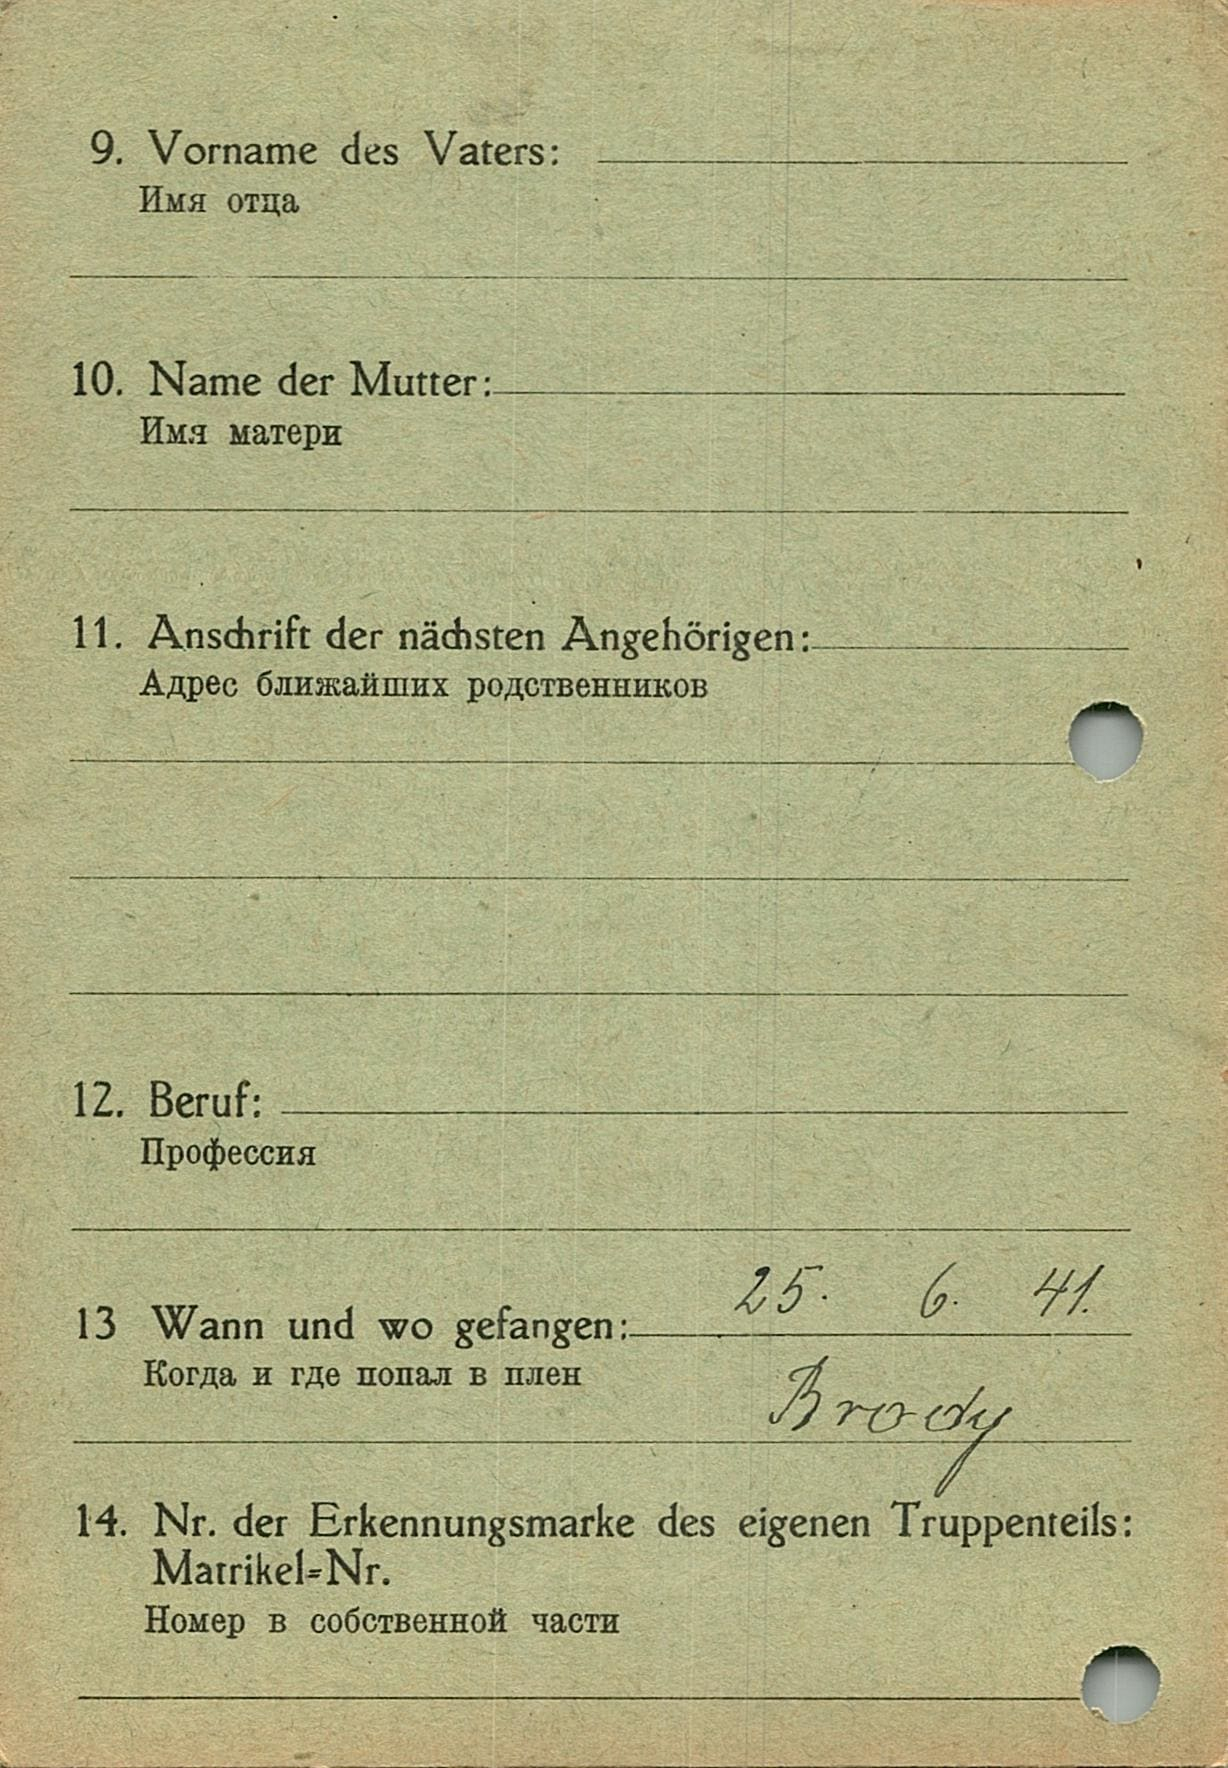 9. Vorname des Vaters:
Имя отца
10. Name der Mutter:
Имя матери
11. Anschrift der nächsten Angehörigen:
Адрес ближайших родственников
12. Beruf:
Профессия
25. 6. 41.
13 Wann und wo gefangen:
Когда и где попал в плен
Brody
14. Nr. der Erkennungsmarke des eigenen Truppenteils:
Matrikel=Nr.
Номер в собственной части